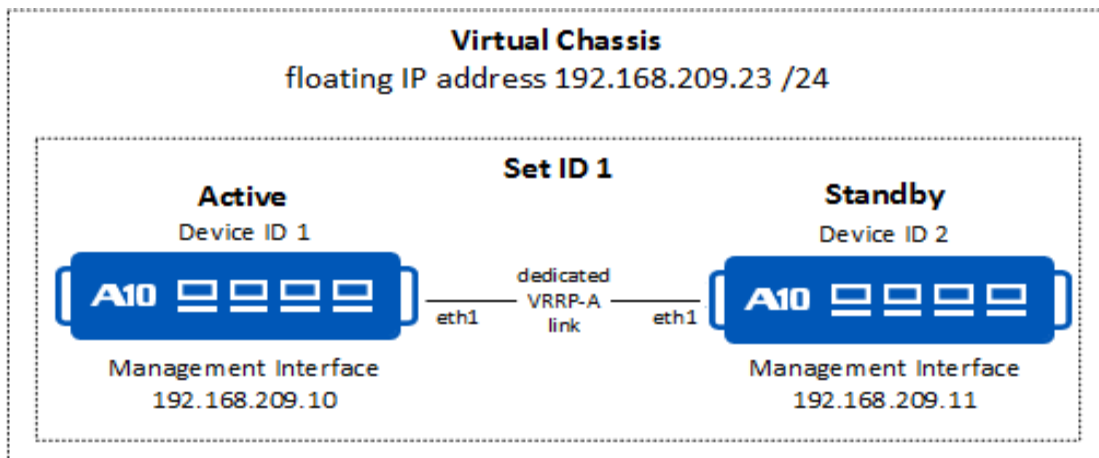 Virtual Chassis
floating IP address 192.168.209.23 /24
Set ID 1
Active
Device ID 1
A10
Management Interface
192.168.209.10
eth1
dedicated
VRRP-A
link
eth1
Standby
Device ID 2
A10
Management Interface
192.168.209.11